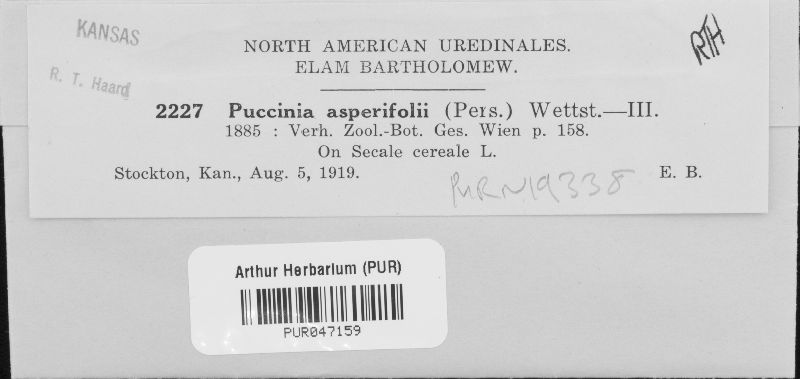 KANSAS
RTH
R. T. Haard
NORTH AMERICAN UREDINALES.
ELAM BARTHOLOMEW.
2227 Puccinia asperifolii (Pers.) Wettst.—III.
1885 : Verh. Zool.-Bot. Ges. Wien p. 158.
On Secale cereale L.
Stockton, Kan., Aug. 5, 1919. E. B.
PUR N19338
Arthur Herbarium (PUR)
PUR047159